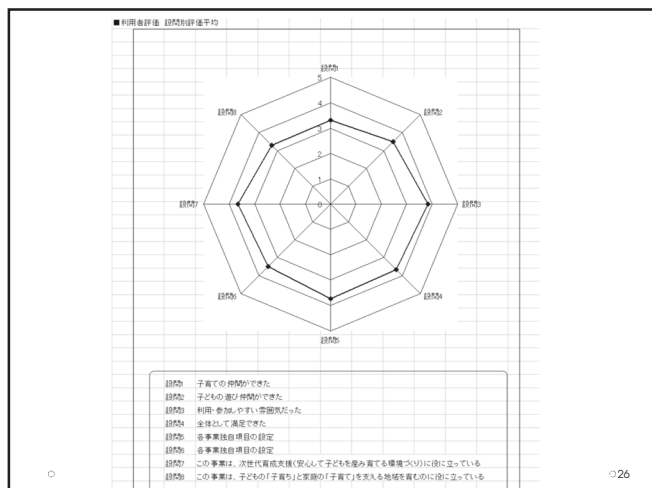 ■利用者評価 設問別評価平均
設問1
5
設問8
4
設問2
3
2
1
設問7
0
設問3
設問6
設問4
設問5
設問1 子育ての仲間ができた
設問2 子どもの遊び仲間ができた
設問3 利用・参加しやすい雰囲気だった
設問4 全体として満足できた
設問5 各事業独自項目の設定
設問6 各事業独自項目の設定
設問7 この事業は、次世代育成支援(安心して子どもを産み育てる環境づくり)に役に立っている
設問8 この事業は、子どもの「子育ち」と家庭の「子育て」を支える地域を育むのに役に立っている
26